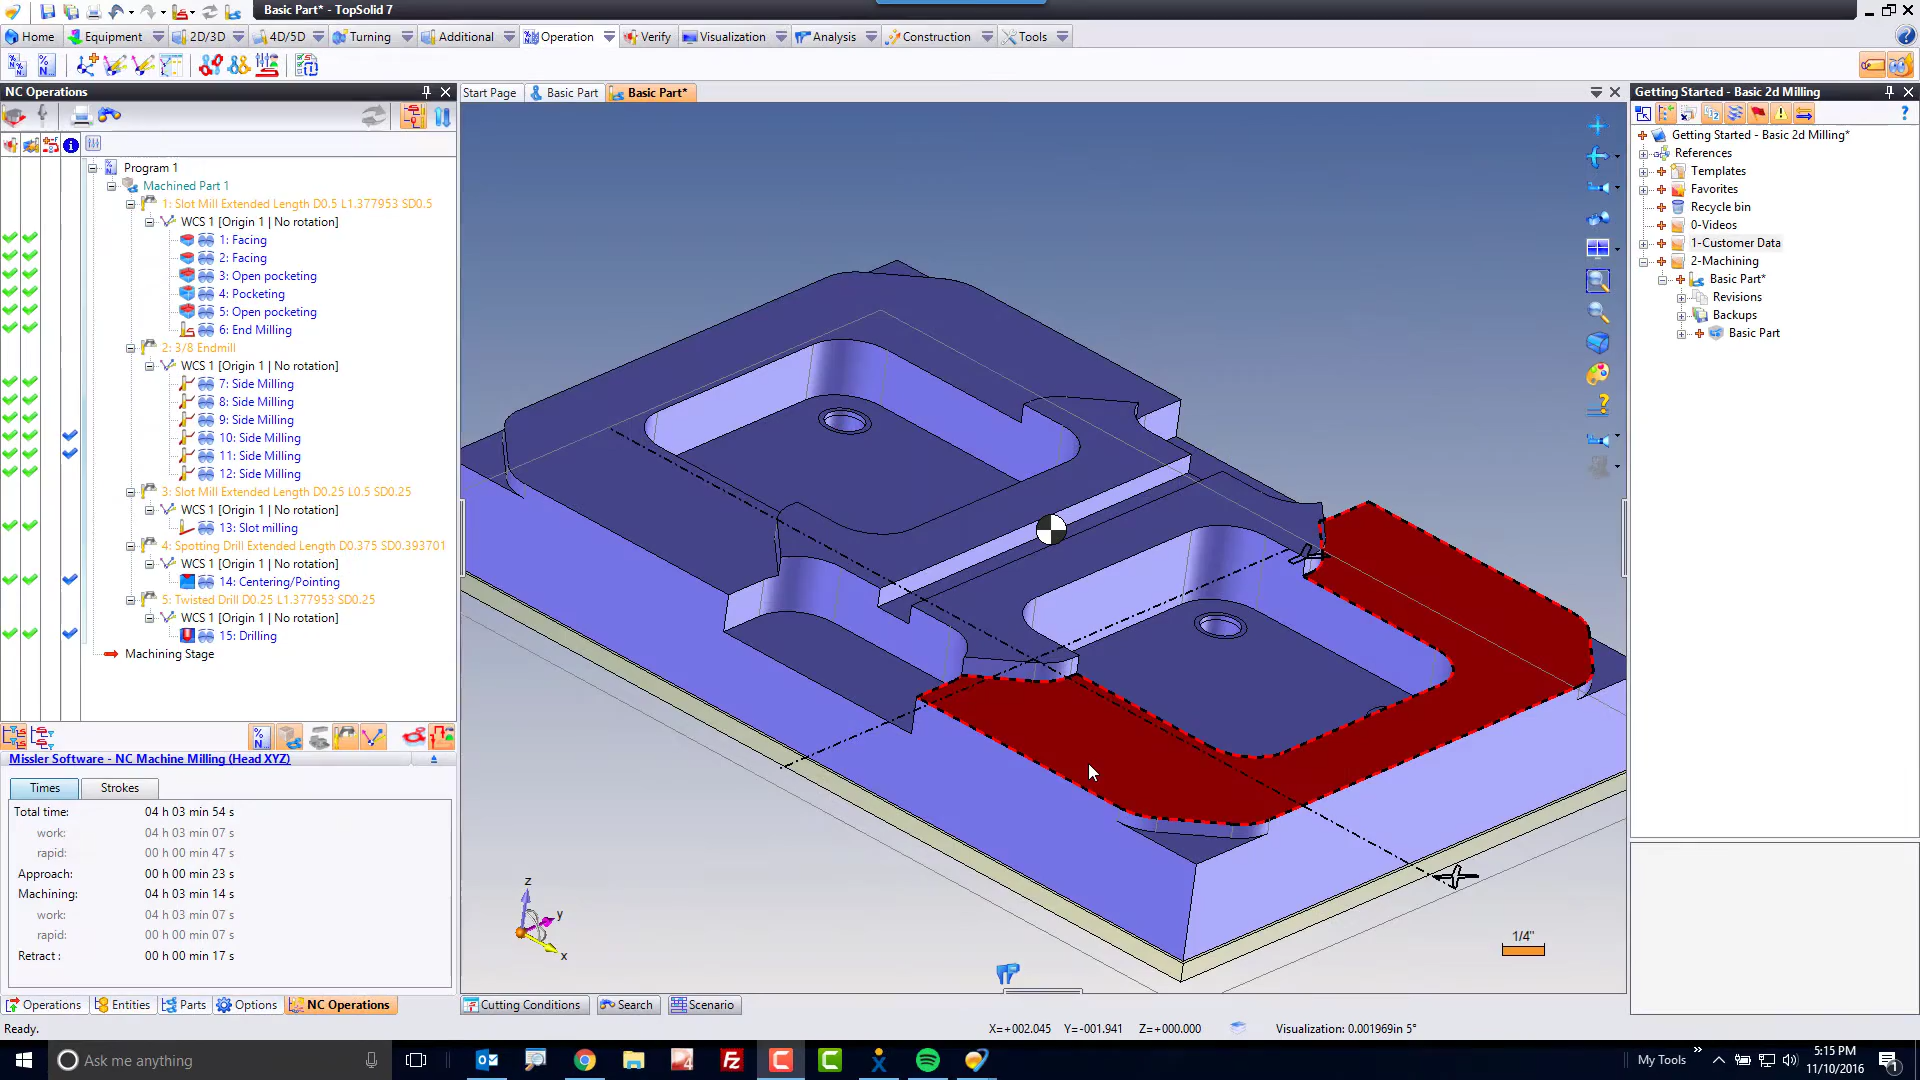 Basic Part* - TopSolid 7
Home Equipment 2D/3D 4D/5D Turning Additional Operation Verify Visualization Analysis Construction Tools
NC Operations
Start Page Basic Part Basic Part*
Getting Started - Basic 2d Milling
Program 1
Machined Part 1
1: Slot Mill Extended Length D0.5 L1.377953 SD0.5
WCS 1 [Origin 1 | No rotation]
1: Facing
2: Facing
3: Open pocketing
4: Pocketing
5: Open pocketing
6: End Milling
2: 3/8 Endmill
WCS 1 [Origin 1 | No rotation]
7: Side Milling
8: Side Milling
9: Side Milling
10: Side Milling
11: Side Milling
12: Side Milling
3: Slot Mill Extended Length D0.25 L0.5 SD0.25
WCS 1 [Origin 1 | No rotation]
13: Slot milling
4: Spotting Drill Extended Length D0.375 SD0.393701
WCS 1 [Origin 1 | No rotation]
14: Centering/Pointing
5: Twisted Drill D0.25 L1.377953 SD0.25
WCS 1 [Origin 1 | No rotation]
15: Drilling
Machining Stage
Missler Software - NC Machine Milling (Head XYZ)
Times Strokes
Total time: 04 h 03 min 54 s
work: 04 h 03 min 07 s
rapid: 00 h 00 min 47 s
Approach: 00 h 00 min 23 s
Machining: 04 h 03 min 14 s
work: 04 h 03 min 07 s
rapid: 00 h 00 min 07 s
Retract : 00 h 00 min 17 s
Operations Entities Parts Options NC Operations
Cutting Conditions Search Scenario
z
y
x
1/4"
Getting Started - Basic 2d Milling*
References
Templates
Favorites
Recycle bin
0-Videos
1-Customer Data
2-Machining
Basic Part*
Revisions
Backups
Basic Part
Ready.
X=+002.045 Y=-001.941 Z=+000.000 Visualization: 0.001969in 5°
Ask me anything
My Tools
5:15 PM
11/10/2016